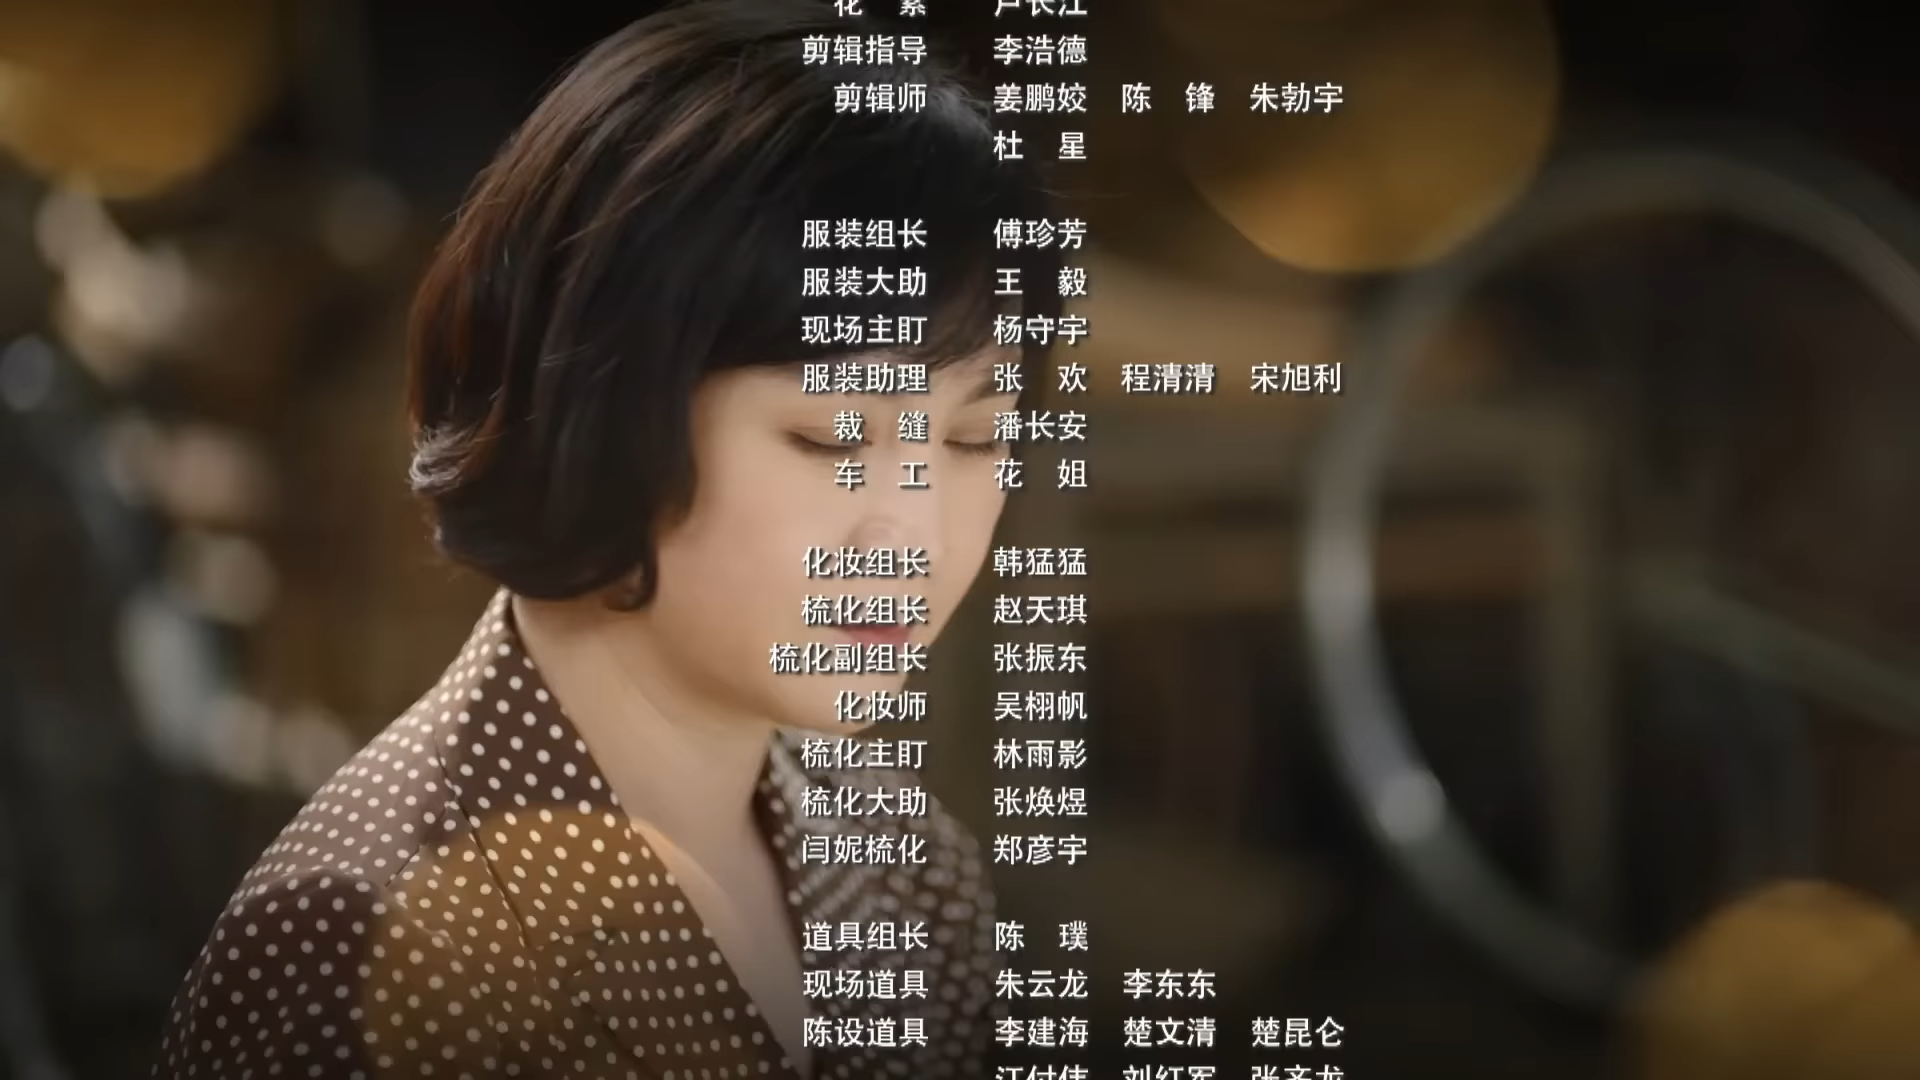 花　絮　卢长江
剪辑指导　李浩德
剪辑师　姜鹏姣　陈　锋　朱勃宇
杜　星
服装组长　傅珍芳
服装大助　王　毅
现场主盯　杨守宇
服装助理　张　欢　程清清　宋旭利
裁　缝　潘长安
车　工　花　姐
化妆组长　韩猛猛
梳化组长　赵天琪
梳化副组长　张振东
化妆师　吴栩帆
梳化主盯　林雨影
梳化大助　张焕煜
闫妮梳化　郑彦宇
道具组长　陈　璞
现场道具　朱云龙　李东东
陈设道具　李建海　楚文清　楚昆仑